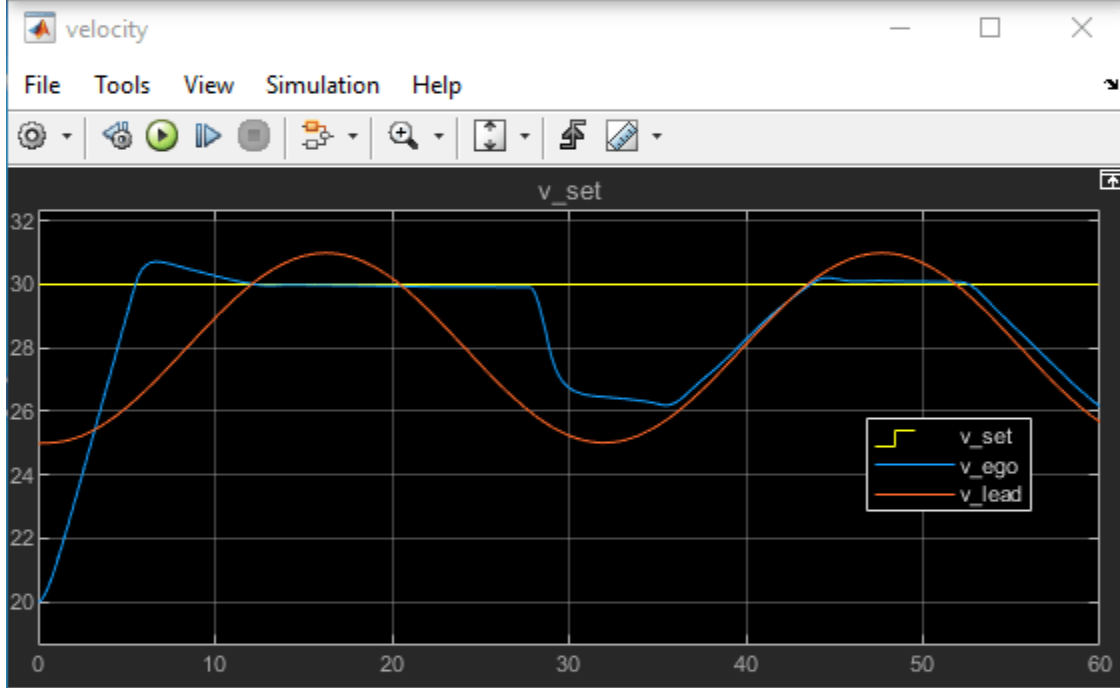 velocity
File Tools View Simulation Help
v_set
32
30
28
26
24
22
20
v_set
v_ego
v_lead
0 10 20 30 40 50 60